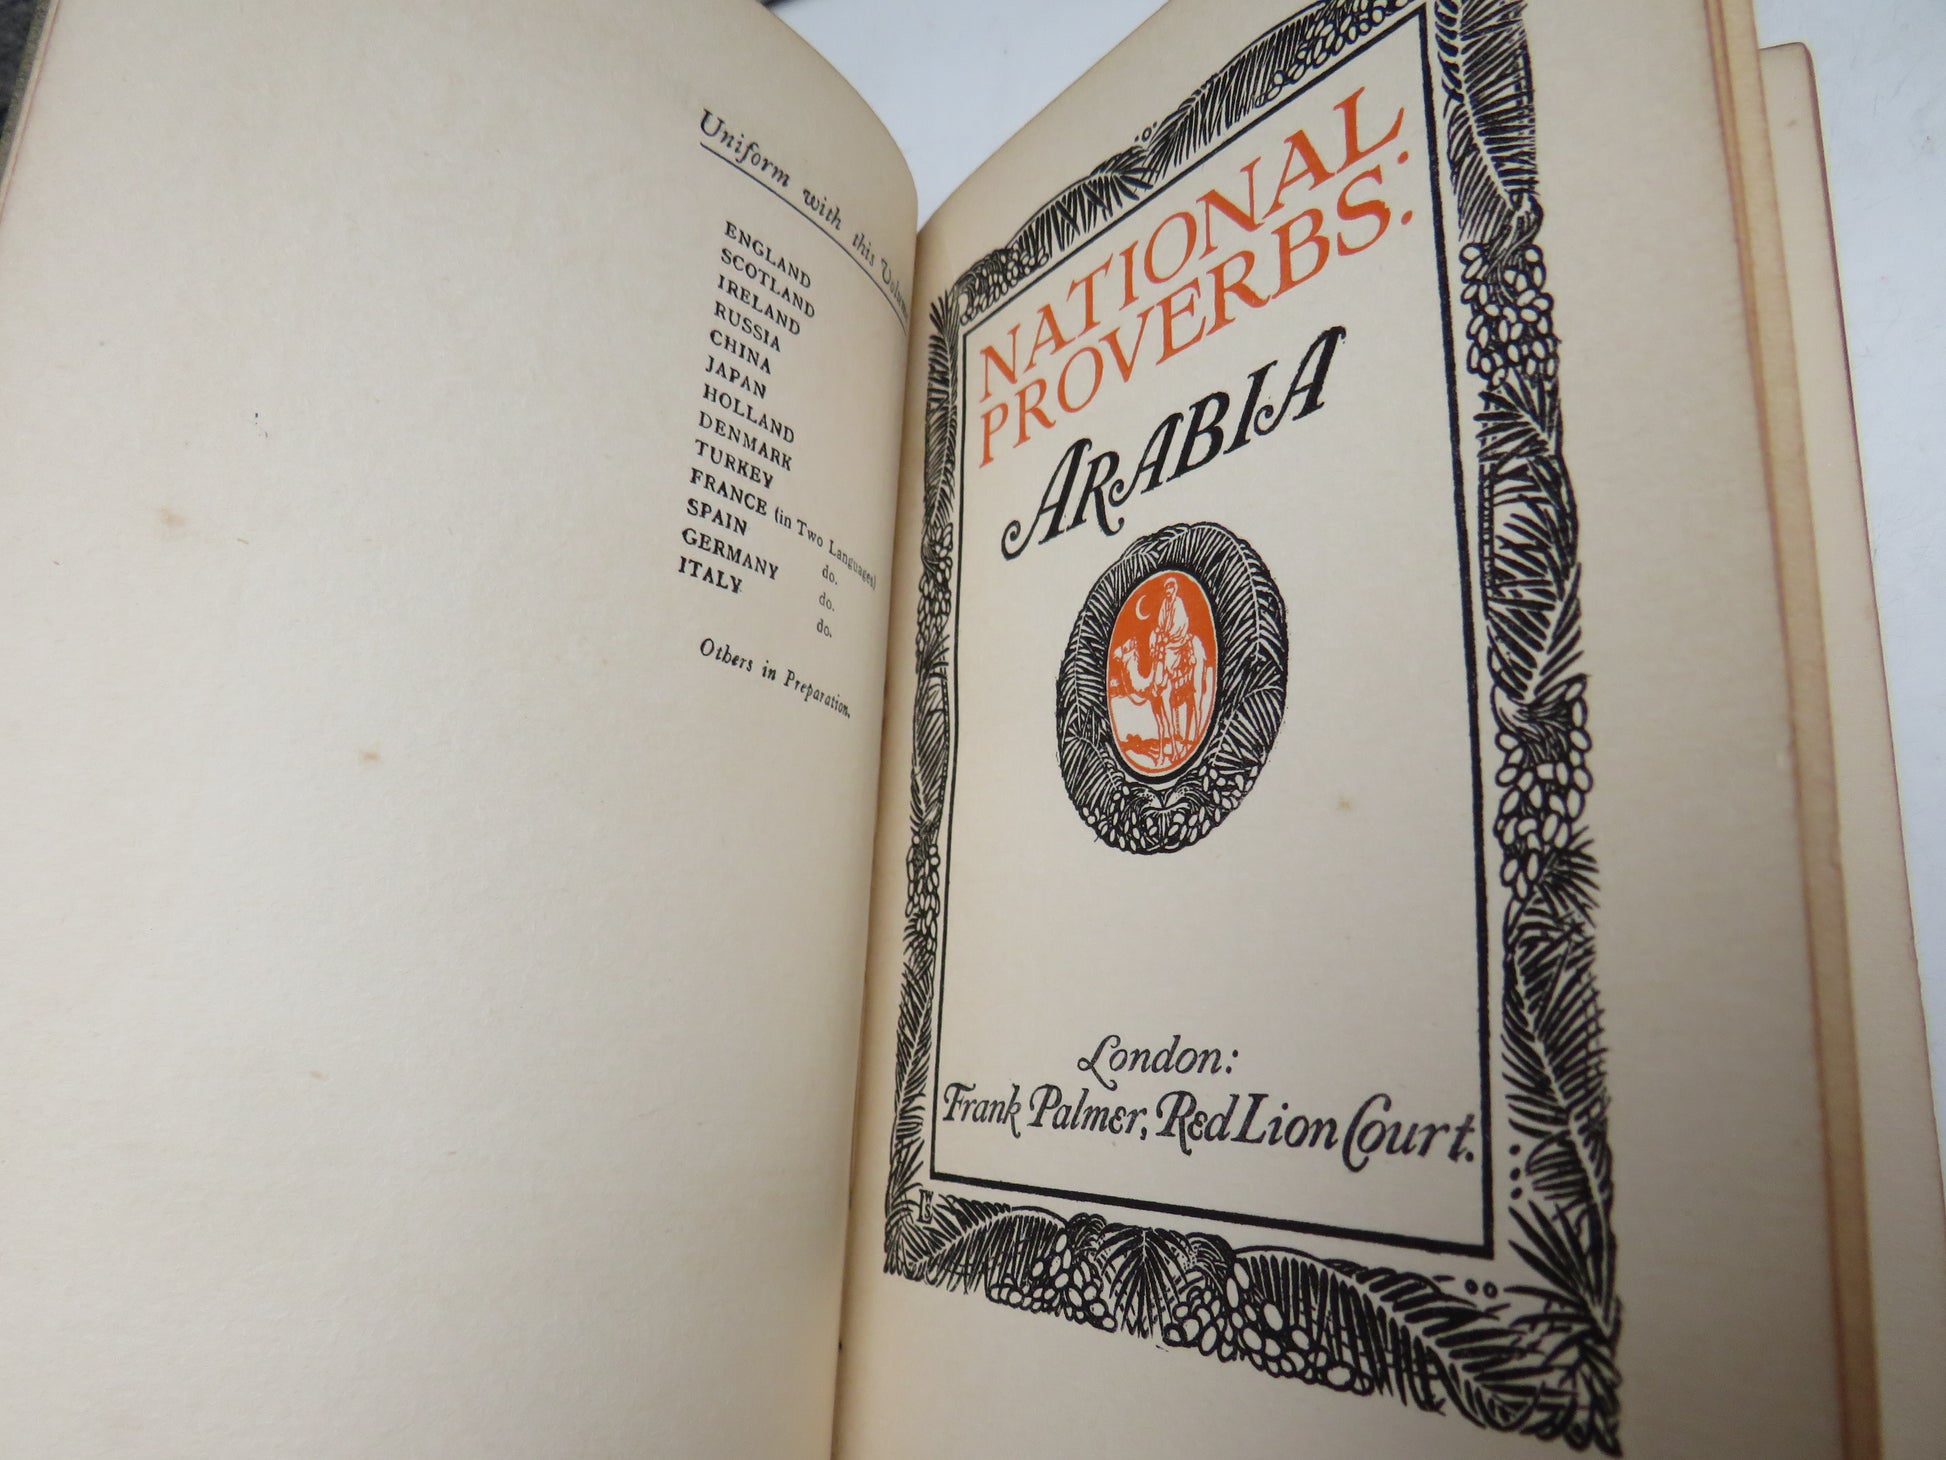 Uniform with this Volume
ENGLAND
SCOTLAND
IRELAND
RUSSIA
CHINA
JAPAN
HOLLAND
DENMARK
TURKEY
FRANCE (in Two Languages)
SPAIN do.
GERMANY do.
ITALY do.
Others in Preparation.
NATIONAL
PROVERBS:
ARABIA
London:
Frank Palmer, Red Lion Court.